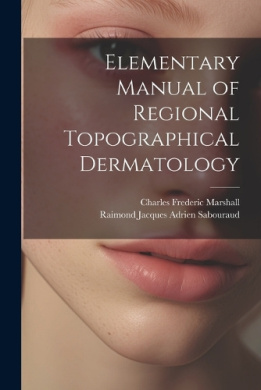 Elementary
Manual of
Regional
Topographical
Dermatology
Charles Frederic Marshall
Raimond Jacques Adrien Sabouraud